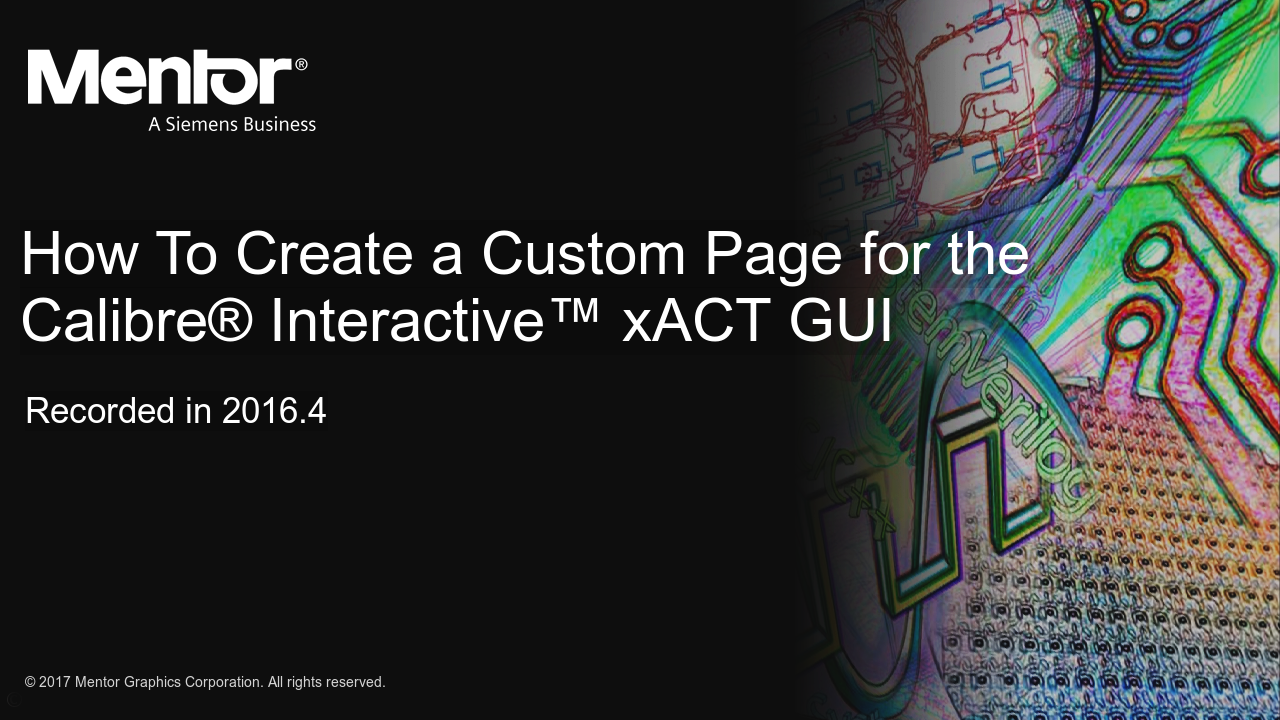 Mentor®
A Siemens Business
How To Create a Custom Page for the
Calibre® Interactive™ xACT GUI
Recorded in 2016.4
emVerilog
C++
© 2017 Mentor Graphics Corporation. All rights reserved.